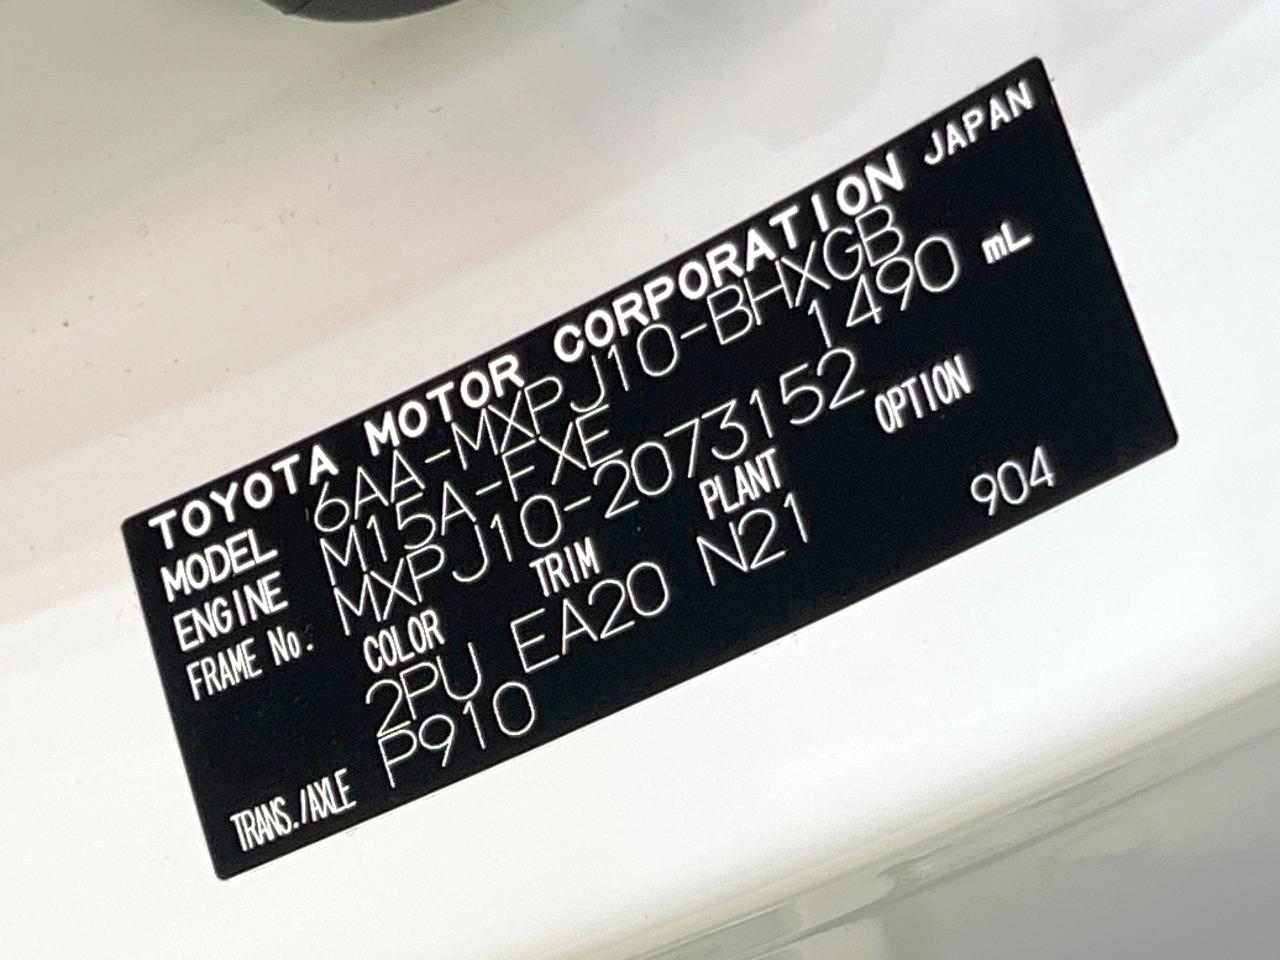 TOYOTA MOTOR CORPORATION JAPAN
MODEL 6AA-MXPJ10-BHXGB
ENGINE M15A-FXE 1490 mL
FRAME No. MXPJ10-2073152
COLOR TRIM PLANT OPTION
2PU EA20 N21 904
TRANS./AXLE P910